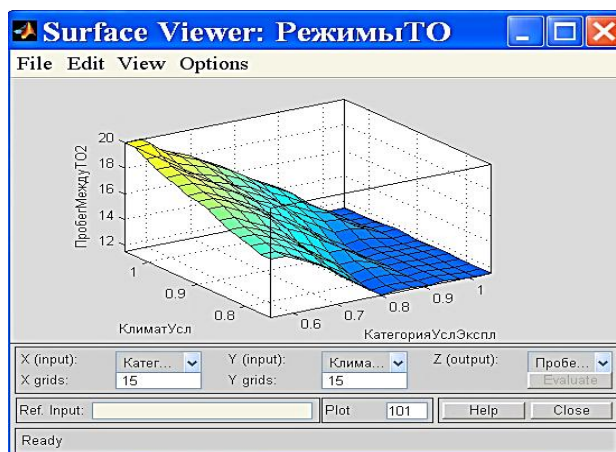 Surface Viewer: РежимыТО
File Edit View Options
20
18
16
14
12
ПробегМеждуТО2
1
0.9
0.8
КлиматУсл
0.6
0.7
0.8
0.9
1
КатегорияУслЭкспл
X (input): Катег... Y (input): Клима... Z (output): Пробе...
X grids: 15 Y grids: 15 Evaluate
Ref. Input: Plot 101 Help Close
Ready